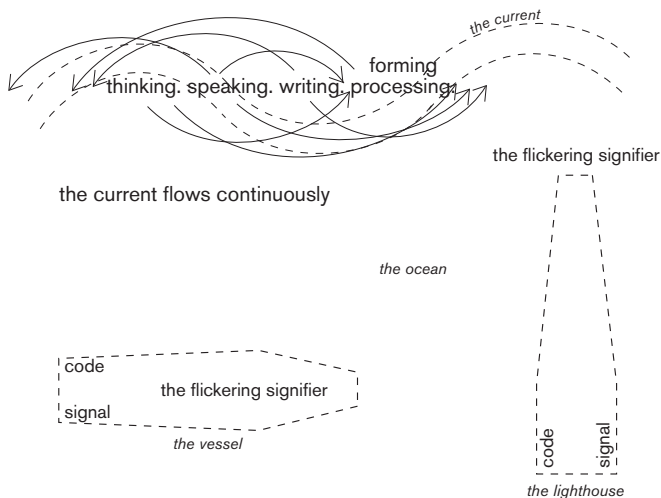 the current
forming
thinking. speaking. writing. processing.
the flickering signifier
the current flows continuously
the ocean
code
the flickering signifier
signal
the vessel
code
signal
the lighthouse